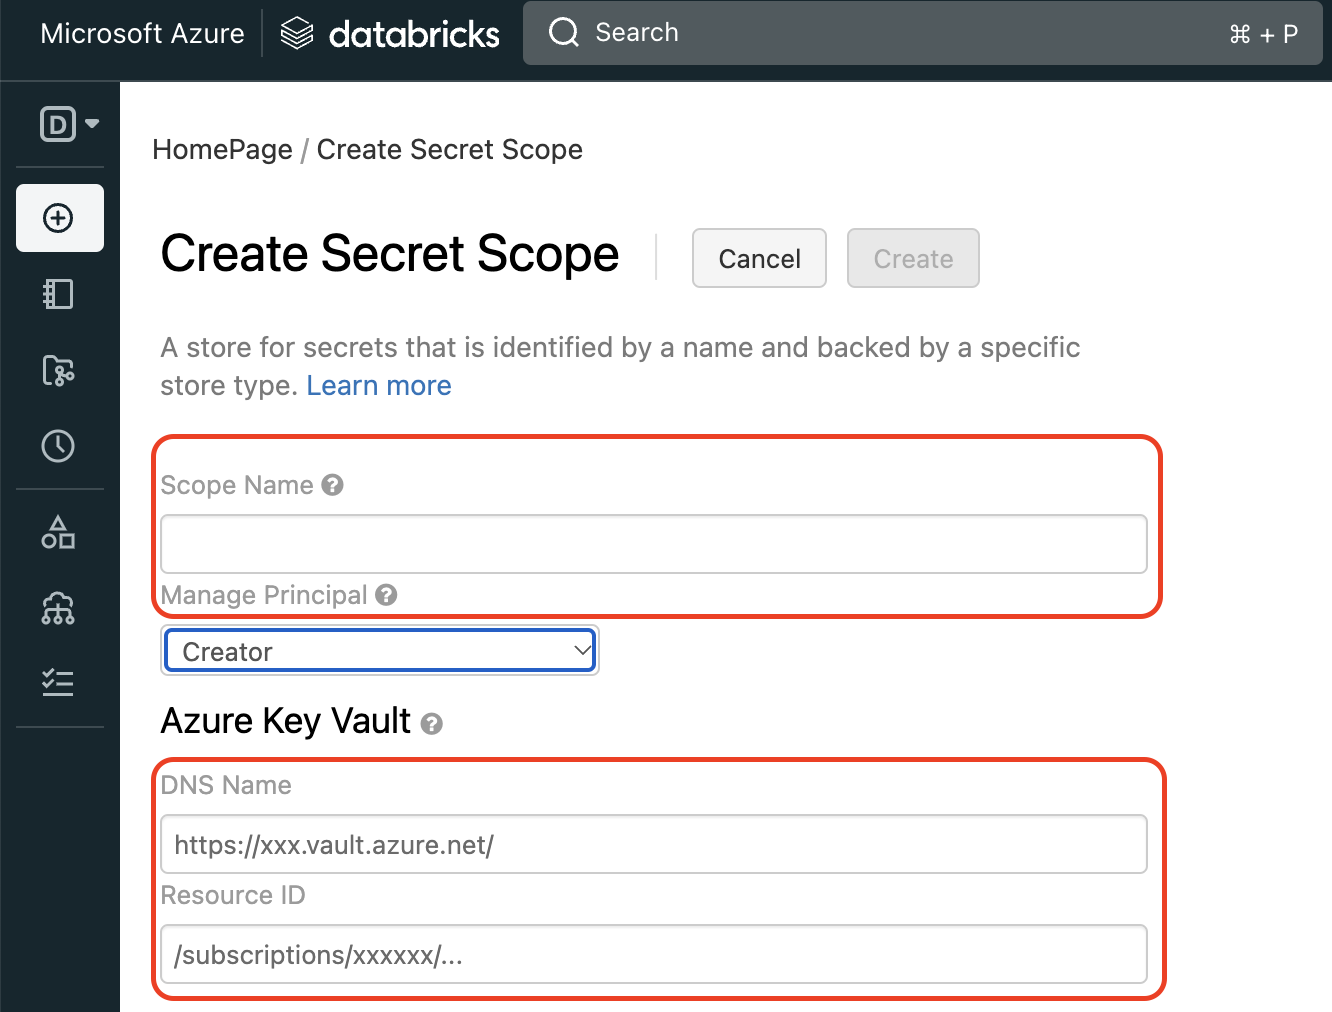 Microsoft Azure
databricks
Search
⌘ + P
D
HomePage / Create Secret Scope
Create Secret Scope
Cancel
Create
A store for secrets that is identified by a name and backed by a specific
store type. Learn more
Scope Name ?
Manage Principal ?
Creator
Azure Key Vault ?
DNS Name
https://xxx.vault.azure.net/
Resource ID
/subscriptions/xxxxxx/...